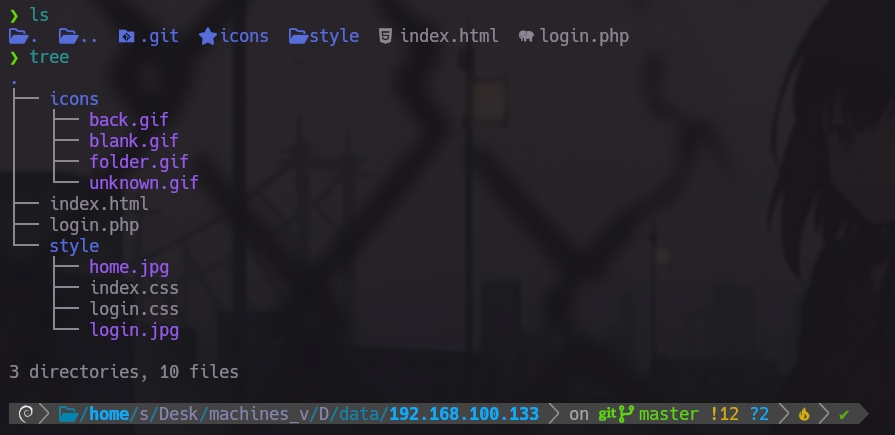 ❯ ls
. .. .git icons style index.html login.php
❯ tree
.
├── icons
│   ├── back.gif
│   ├── blank.gif
│   ├── folder.gif
│   └── unknown.gif
├── index.html
├── login.php
└── style
    ├── home.jpg
    ├── index.css
    ├── login.css
    └── login.jpg
3 directories, 10 files
/home/s/Desk/machines_v/D/data/192.168.100.133 on git master !12 ?2 ✔